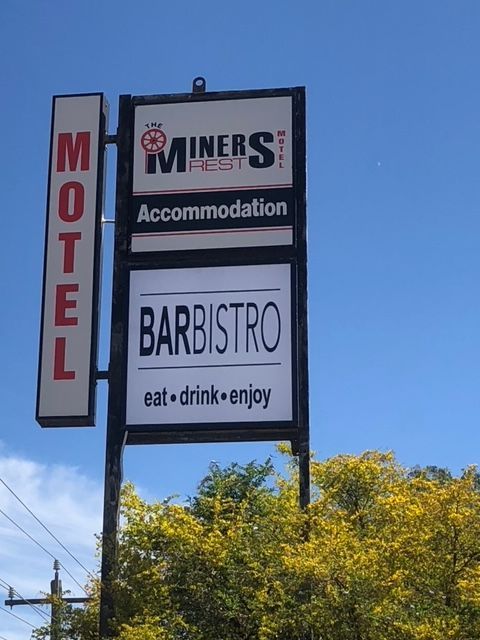 MOTEL
THE
MINERS
REST
MOTEL
Accommodation
BARBISTRO
eat•drink•enjoy